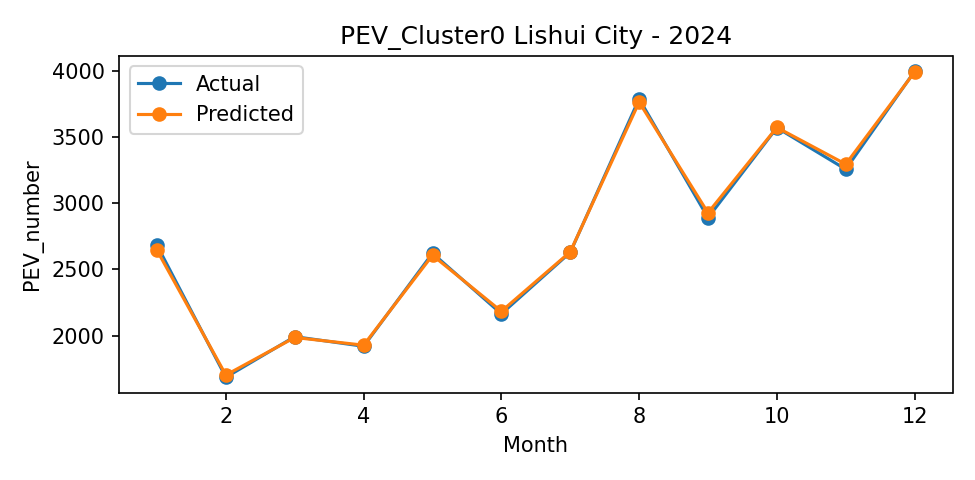 PEV_Cluster0 Lishui City - 2024
Actual
Predicted
4000
3500
3000
2500
2000
PEV_number
2 4 6 8 10 12
Month